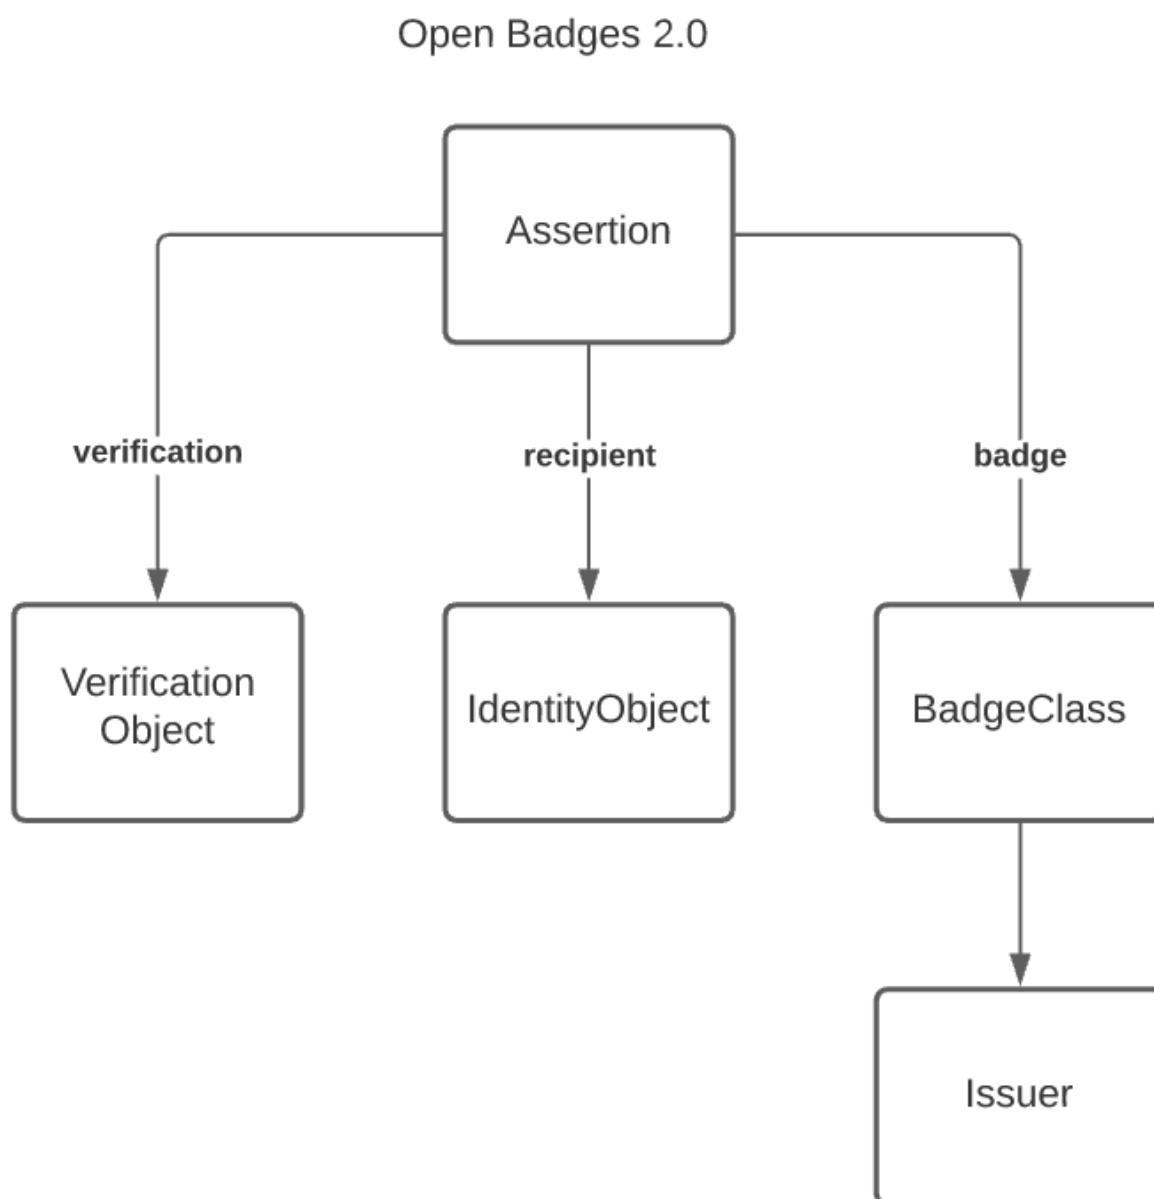 Open Badges 2.0
Assertion
verification
recipient
badge
Verification
Object
IdentityObject
BadgeClass
Issuer